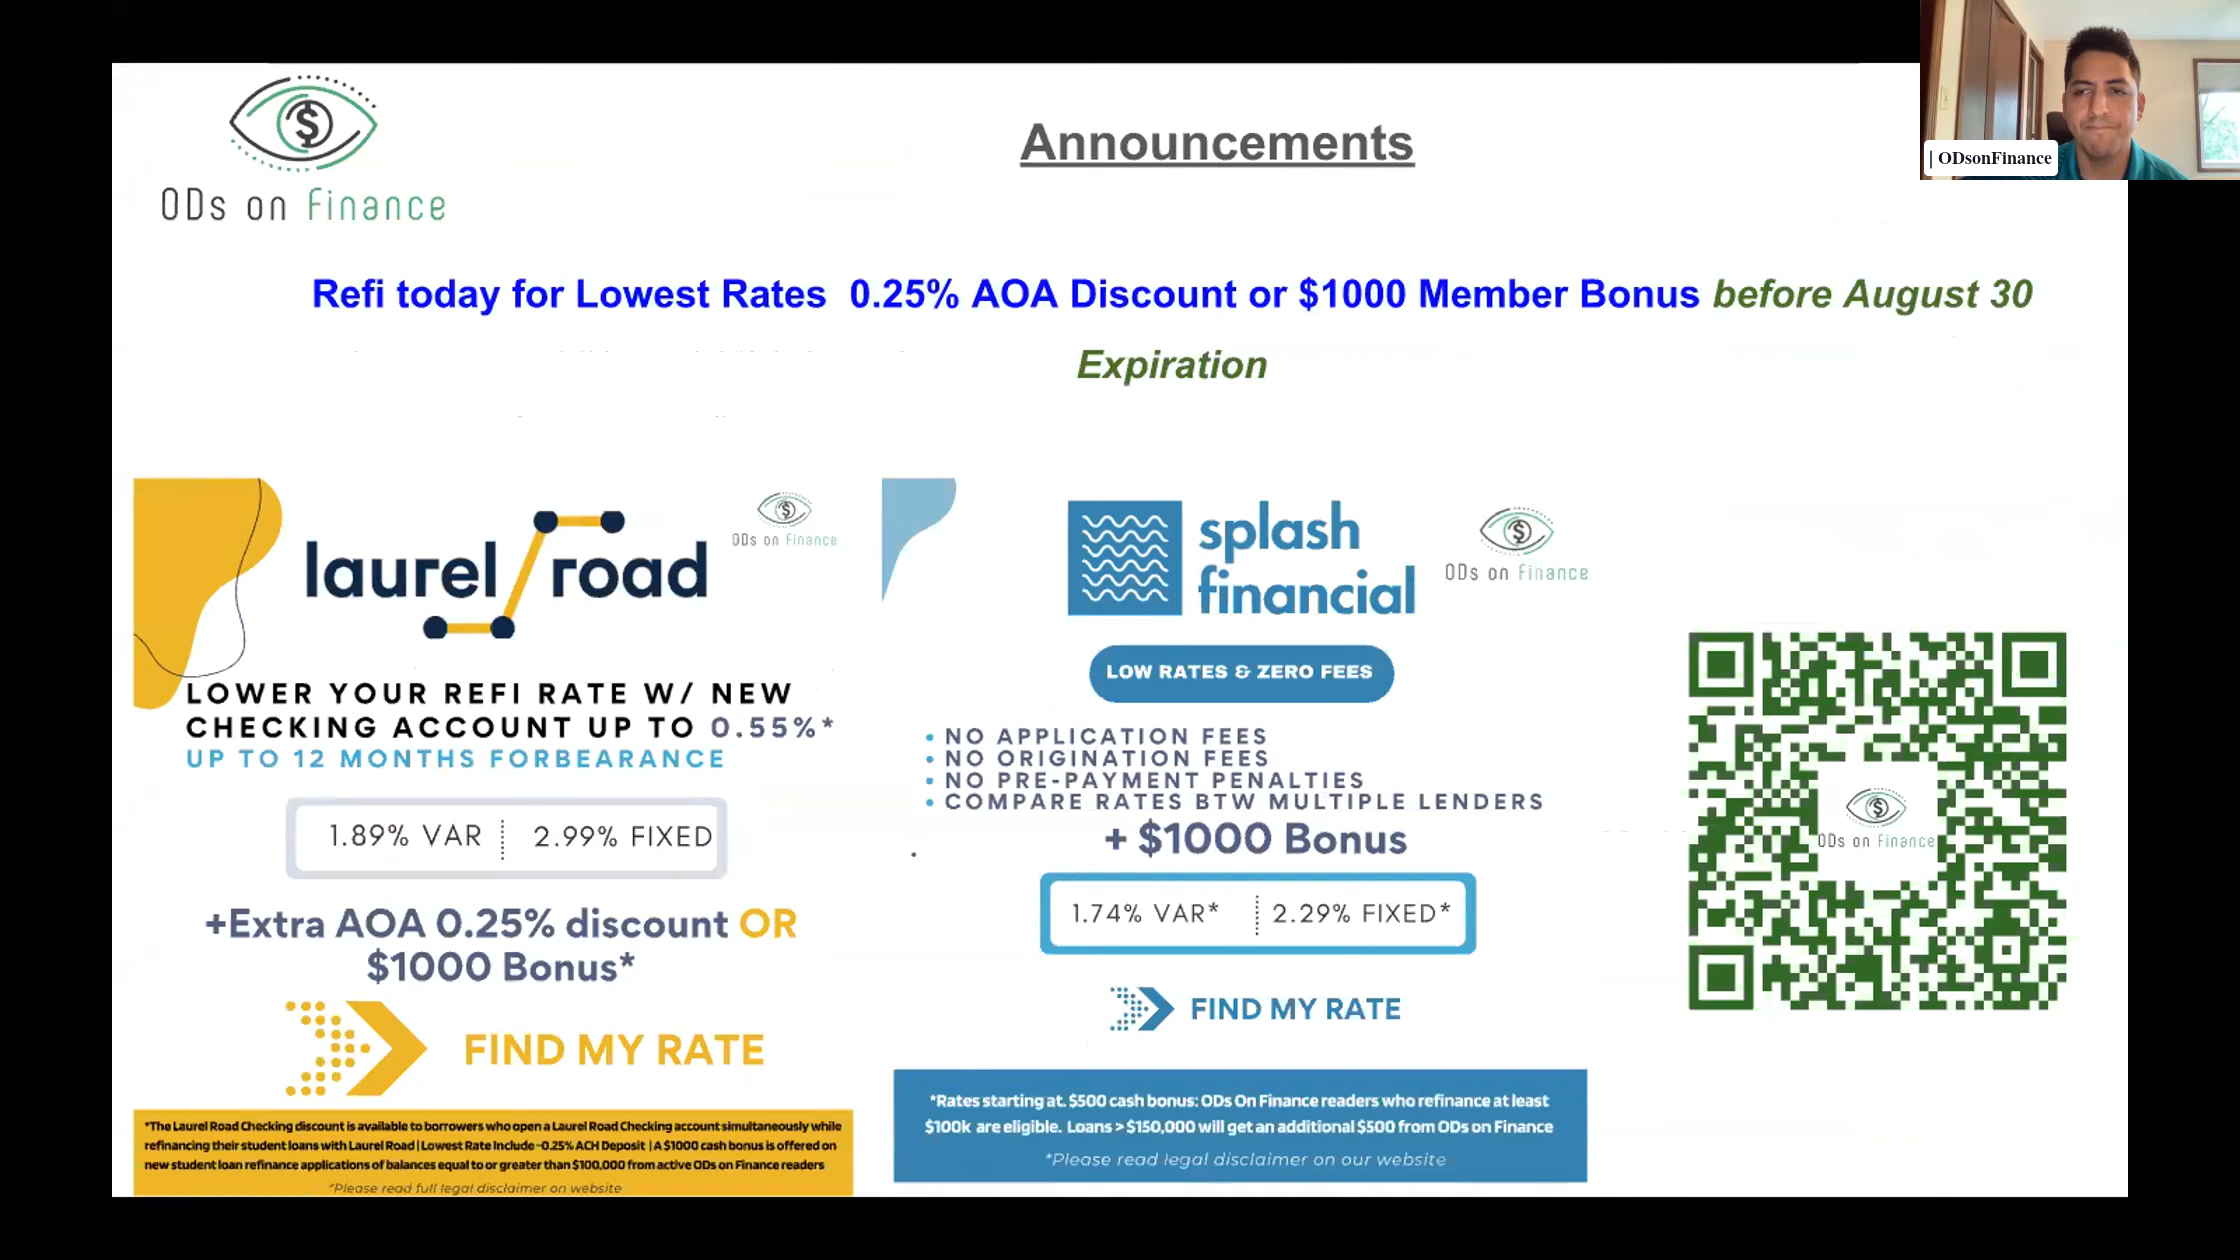 ODs on Finance
Announcements
| ODsonFinance
Refi today for Lowest Rates 0.25% AOA Discount or $1000 Member Bonus before August 30
Expiration
laurel road
ODs on Finance
LOWER YOUR REFI RATE W/ NEW
CHECKING ACCOUNT UP TO 0.55%*
UP TO 12 MONTHS FORBEARANCE
1.89% VAR 2.99% FIXED
+Extra AOA 0.25% discount OR
$1000 Bonus*
FIND MY RATE
*The Laurel Road Checking discount is available to borrowers who open a Laurel Road Checking account simultaneously while
refinancing their student loans with Laurel Road | Lowest Rate Include -0.25% ACH Deposit | A $1000 cash bonus is offered on
new student loan refinance applications of balances equal to or greater than $100,000 from active ODs on Finance readers
*Please read full legal disclaimer on website
splash
financial
ODs on Finance
LOW RATES & ZERO FEES
• NO APPLICATION FEES
• NO ORIGINATION FEES
• NO PRE-PAYMENT PENALTIES
• COMPARE RATES BTW MULTIPLE LENDERS
+ $1000 Bonus
1.74% VAR* 2.29% FIXED*
FIND MY RATE
*Rates starting at. $500 cash bonus: ODs On Finance readers who refinance at least
$100k are eligible. Loans > $150,000 will get an additional $500 from ODs on Finance
*Please read legal disclaimer on our website
ODs on Finance